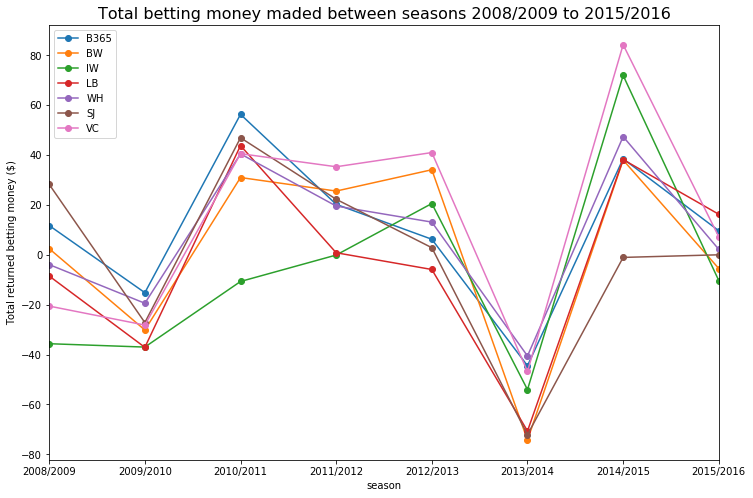 Total betting money maded between seasons 2008/2009 to 2015/2016
B365
BW
IW
LB
WH
SJ
VC
Total returned betting money ($)
80
60
40
20
0
−20
−40
−60
−80
2008/2009 2009/2010 2010/2011 2011/2012 2012/2013 2013/2014 2014/2015 2015/2016
season